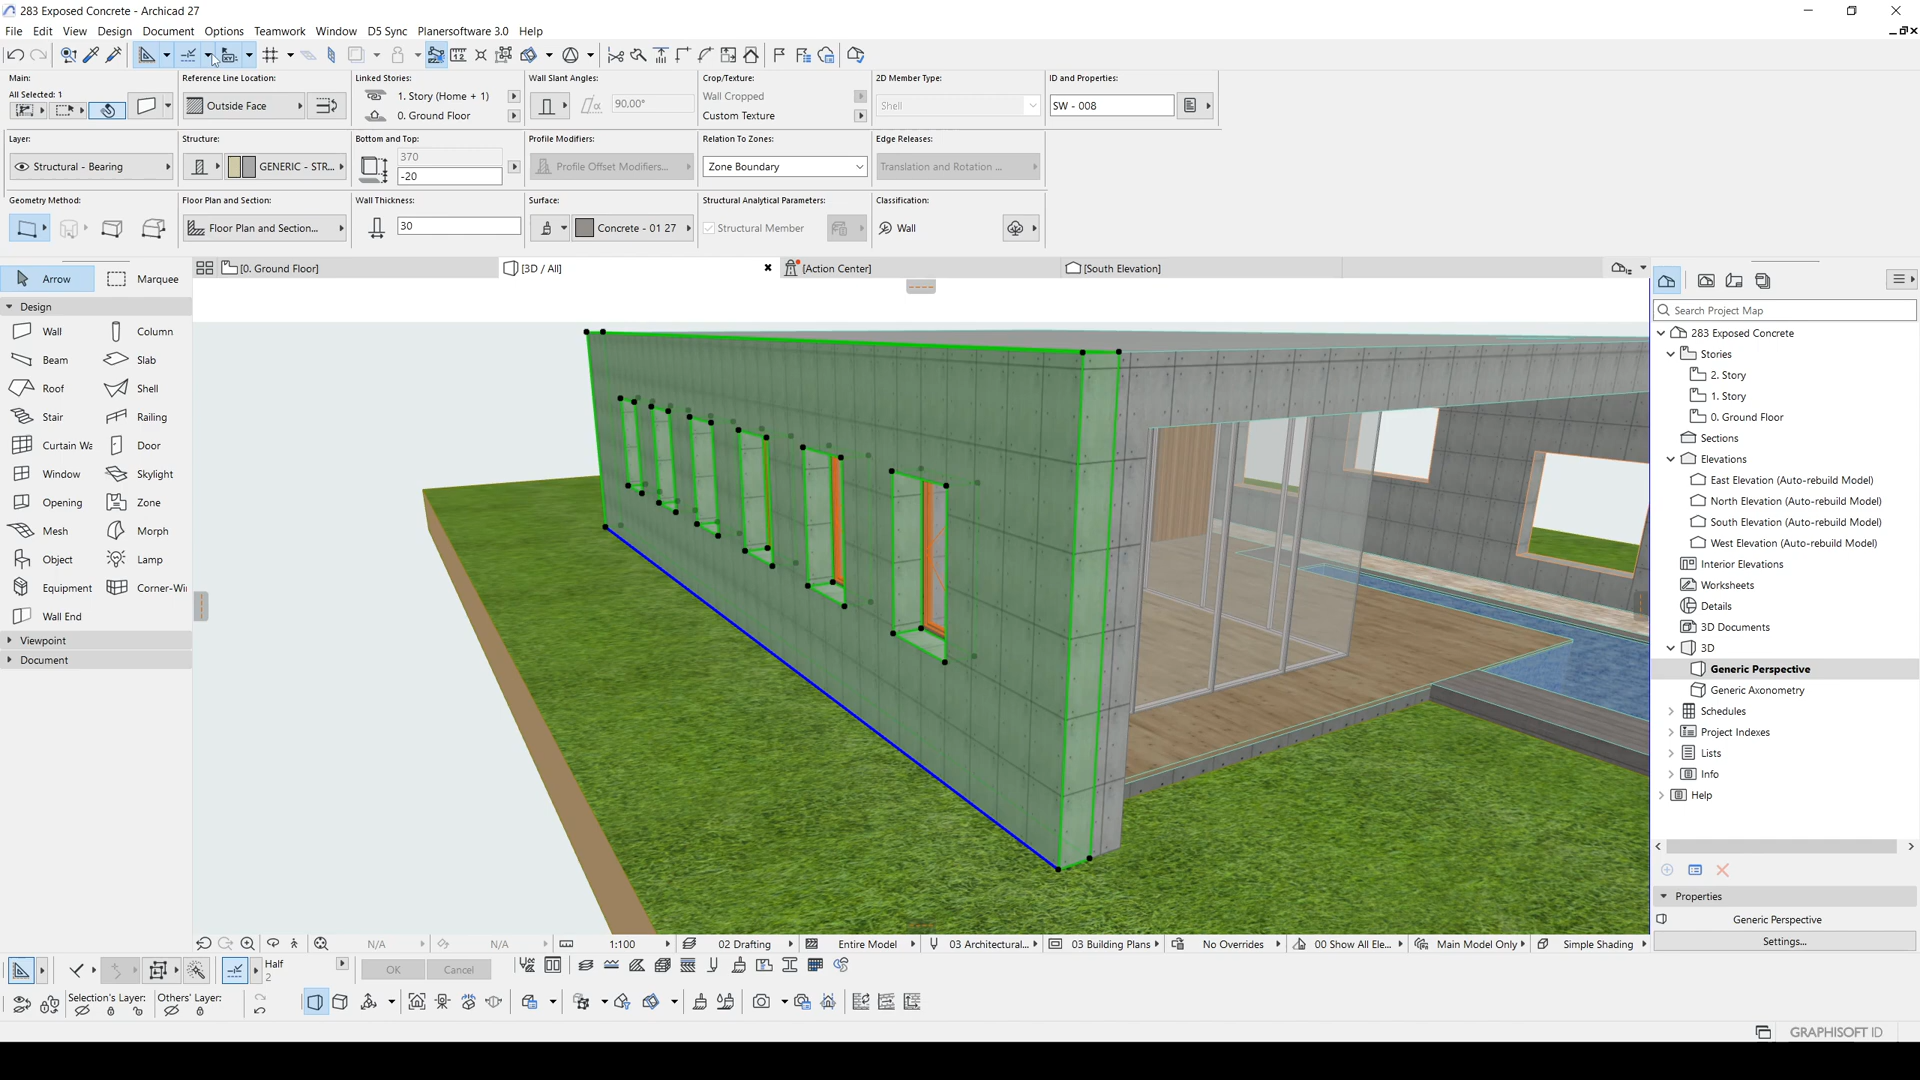 283 Exposed Concrete - Archicad 27
File Edit View Design Document Options Teamwork Window D5 Sync Planersoftware 3.0 Help
Main:
All Selected: 1
Reference Line Location:
Outside Face
Linked Stories:
1. Story (Home + 1)
0. Ground Floor
Wall Slant Angles:
90.00°
Crop/Texture:
Wall Cropped
Custom Texture
2D Member Type:
Shell
ID and Properties:
SW - 008
Layer:
Structural - Bearing
Structure:
GENERIC - STR...
Bottom and Top:
370
-20
Profile Modifiers:
Profile Offset Modifiers...
Relation To Zones:
Zone Boundary
Edge Releases:
Translation and Rotation ...
Geometry Method:
Floor Plan and Section:
Floor Plan and Section...
Wall Thickness:
30
Surface:
Concrete - 01 27
Structural Analytical Parameters:
Structural Member
Classification:
Wall
[0. Ground Floor]
[3D / All]
[Action Center]
[South Elevation]
Arrow Marquee
Design
Wall Column
Beam Slab
Roof Shell
Stair Railing
Curtain Wa Door
Window Skylight
Opening Zone
Mesh Morph
Object Lamp
Equipment Corner-Wi
Wall End
Viewpoint
Document
Search Project Map
283 Exposed Concrete
Stories
2. Story
1. Story
0. Ground Floor
Sections
Elevations
East Elevation (Auto-rebuild Model)
North Elevation (Auto-rebuild Model)
South Elevation (Auto-rebuild Model)
West Elevation (Auto-rebuild Model)
Interior Elevations
Worksheets
Details
3D Documents
3D
Generic Perspective
Generic Axonometry
Schedules
Project Indexes
Lists
Info
Help
Properties
Generic Perspective
Settings...
N/A N/A 1:100 02 Drafting Entire Model 03 Architectural... 03 Building Plans No Overrides 00 Show All Ele... Main Model Only Simple Shading
Half
2
OK Cancel
Selection's Layer: Others' Layer:
GRAPHISOFT ID